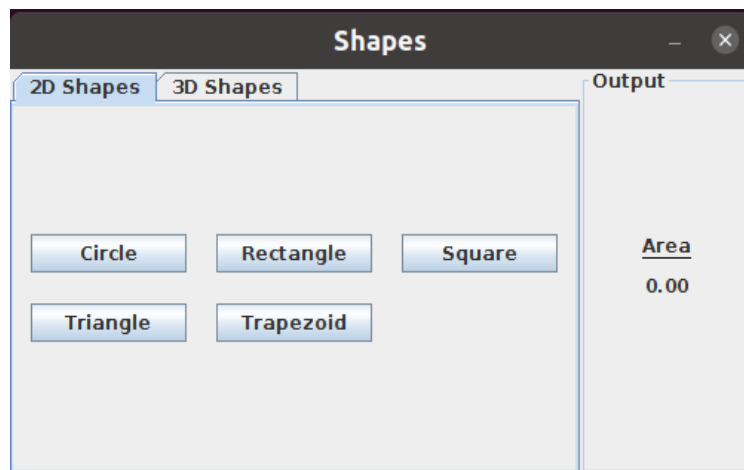 Shapes
2D Shapes 3D Shapes
Output
Circle Rectangle Square
Area
0.00
Triangle Trapezoid